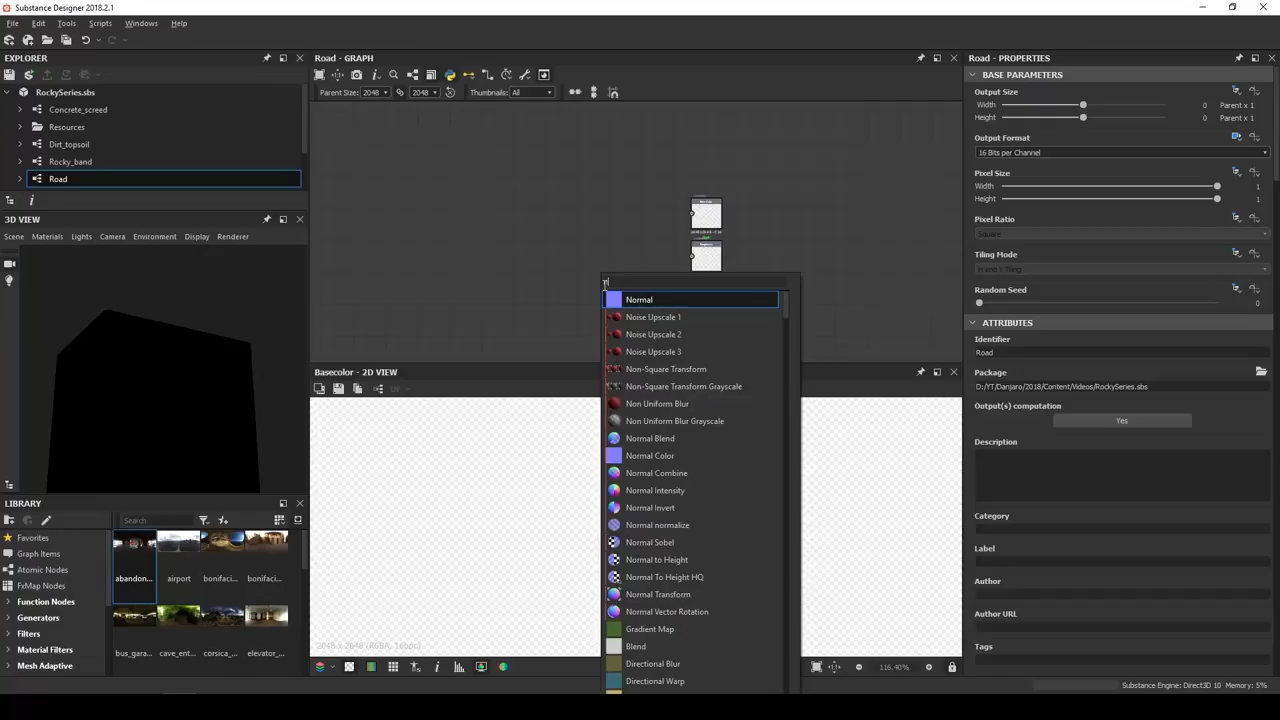 Substance Designer 2018.2.1
File Edit Tools Scripts Windows Help
EXPLORER
RockySeries.sbs
Concrete_screed
Resources
Dirt_topsoil
Rocky_band
Road
3D VIEW
Scene Materials Lights Camera Environment Display Renderer
LIBRARY
Search
Favorites
Graph Items
Atomic Nodes
FxMap Nodes
Function Nodes
Generators
Filters
Material Filters
Mesh Adaptive
abandon... airport bonifaci... bonifaci...
bus_gara... cave_ent... corsica_... elevator_...
Road - GRAPH
Parent Size: 2048 2048 Thumbnails: All
n
Normal
Noise Upscale 1
Noise Upscale 2
Noise Upscale 3
Non-Square Transform
Non-Square Transform Grayscale
Non Uniform Blur
Non Uniform Blur Grayscale
Normal Blend
Normal Color
Normal Combine
Normal Intensity
Normal Invert
Normal normalize
Normal Sobel
Normal to Height
Normal To Height HQ
Normal Transform
Normal Vector Rotation
Gradient Map
Blend
Directional Blur
Directional Warp
Basecolor - 2D VIEW
UV
2048 x 2048 (RGBA, 16bpc)
116.40%
Road - PROPERTIES
BASE PARAMETERS
Output Size
Width 0 Parent x 1
Height 0 Parent x 1
Output Format
16 Bits per Channel
Pixel Size
Width 1
Height 1
Pixel Ratio
Square
Tiling Mode
H and V Tiling
Random Seed
0
ATTRIBUTES
Identifier
Road
Package
D:/YT/Danjaro/2018/Content/Videos/RockySeries.sbs
Output(s) computation
Yes
Description
Category
Label
Author
Author URL
Tags
Substance Engine: Direct3D 10 Memory: 5%